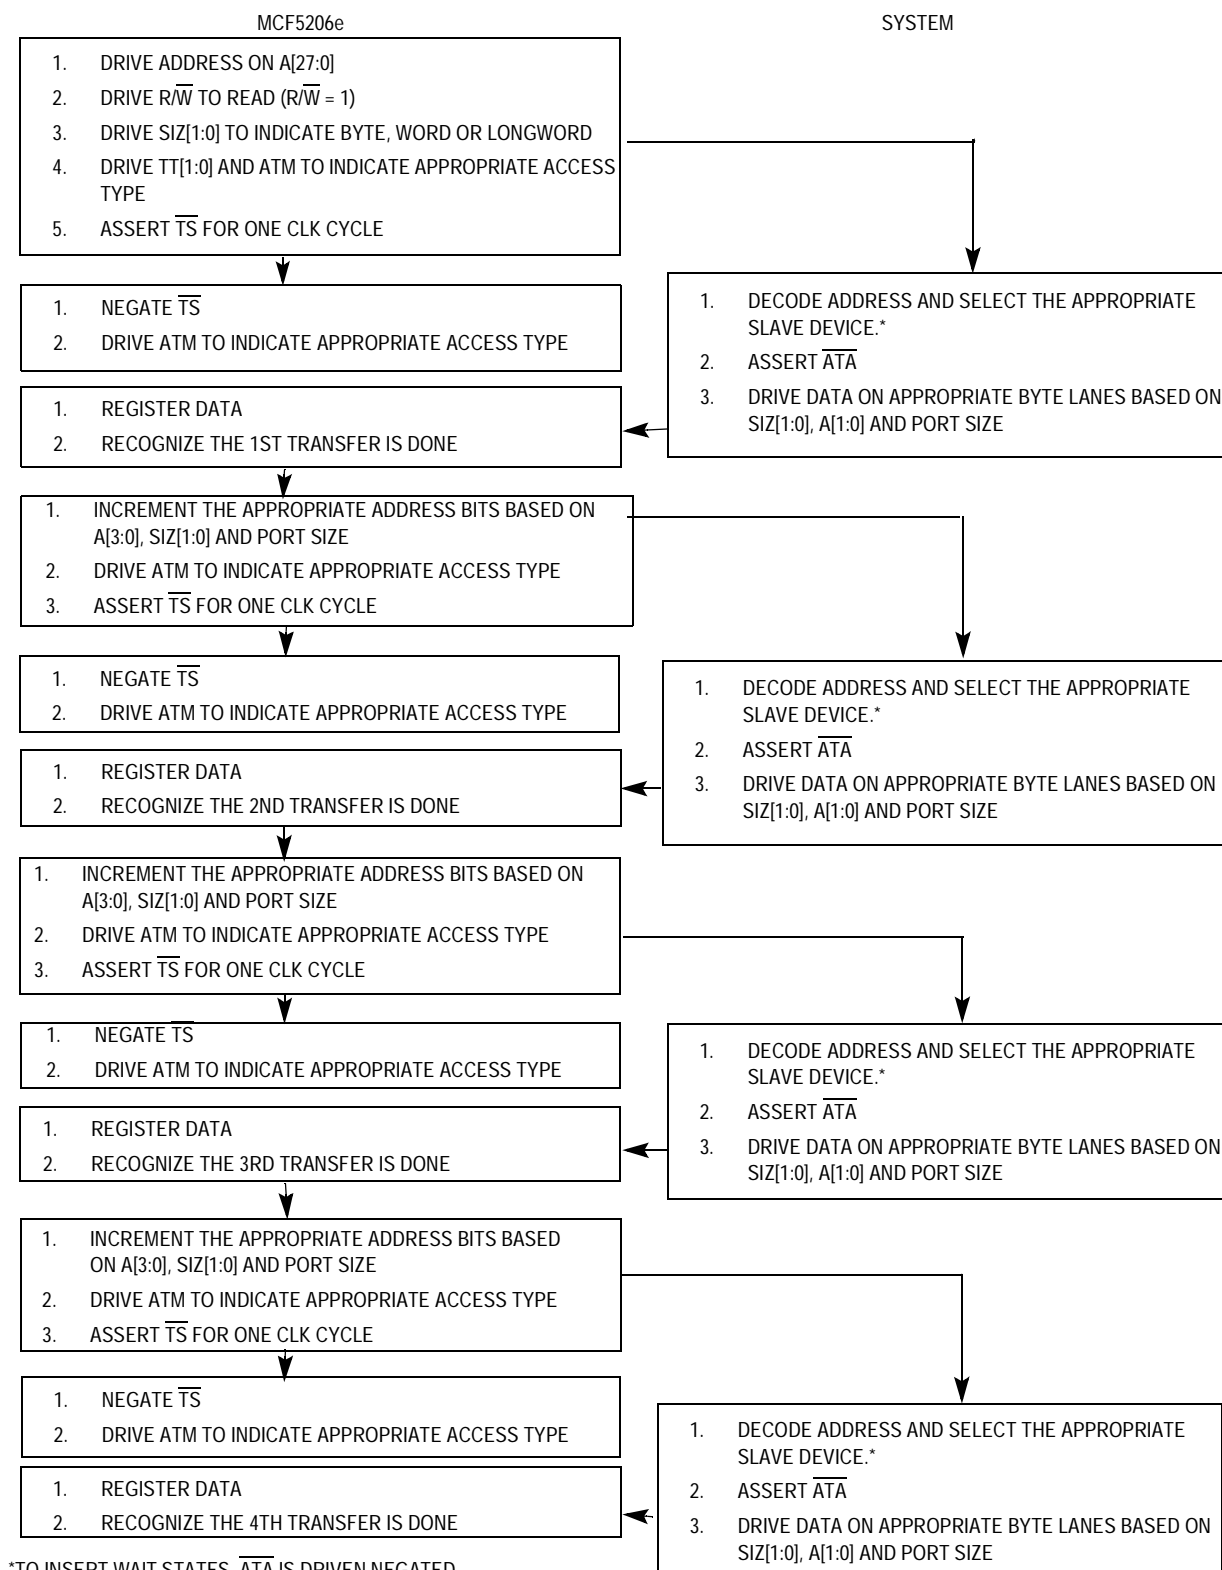 MCF5206e
SYSTEM
1. DRIVE ADDRESS ON A[27:0]
2. DRIVE R/W̅ TO READ (R/W̅ = 1)
3. DRIVE SIZ[1:0] TO INDICATE BYTE, WORD OR LONGWORD
4. DRIVE TT[1:0] AND ATM TO INDICATE APPROPRIATE ACCESS
TYPE
5. ASSERT T̅S̅ FOR ONE CLK CYCLE
1. NEGATE T̅S̅
2. DRIVE ATM TO INDICATE APPROPRIATE ACCESS TYPE
1. DECODE ADDRESS AND SELECT THE APPROPRIATE
SLAVE DEVICE.*
2. ASSERT A̅T̅A̅
3. DRIVE DATA ON APPROPRIATE BYTE LANES BASED ON
SIZ[1:0], A[1:0] AND PORT SIZE
1. REGISTER DATA
2. RECOGNIZE THE 1ST TRANSFER IS DONE
1. INCREMENT THE APPROPRIATE ADDRESS BITS BASED ON
A[3:0], SIZ[1:0] AND PORT SIZE
2. DRIVE ATM TO INDICATE APPROPRIATE ACCESS TYPE
3. ASSERT T̅S̅ FOR ONE CLK CYCLE
1. NEGATE T̅S̅
2. DRIVE ATM TO INDICATE APPROPRIATE ACCESS TYPE
1. DECODE ADDRESS AND SELECT THE APPROPRIATE
SLAVE DEVICE.*
2. ASSERT A̅T̅A̅
3. DRIVE DATA ON APPROPRIATE BYTE LANES BASED ON
SIZ[1:0], A[1:0] AND PORT SIZE
1. REGISTER DATA
2. RECOGNIZE THE 2ND TRANSFER IS DONE
1. INCREMENT THE APPROPRIATE ADDRESS BITS BASED ON
A[3:0], SIZ[1:0] AND PORT SIZE
2. DRIVE ATM TO INDICATE APPROPRIATE ACCESS TYPE
3. ASSERT T̅S̅ FOR ONE CLK CYCLE
1. NEGATE T̅S̅
2. DRIVE ATM TO INDICATE APPROPRIATE ACCESS TYPE
1. DECODE ADDRESS AND SELECT THE APPROPRIATE
SLAVE DEVICE.*
2. ASSERT A̅T̅A̅
3. DRIVE DATA ON APPROPRIATE BYTE LANES BASED ON
SIZ[1:0], A[1:0] AND PORT SIZE
1. REGISTER DATA
2. RECOGNIZE THE 3RD TRANSFER IS DONE
1. INCREMENT THE APPROPRIATE ADDRESS BITS BASED
ON A[3:0], SIZ[1:0] AND PORT SIZE
2. DRIVE ATM TO INDICATE APPROPRIATE ACCESS TYPE
3. ASSERT T̅S̅ FOR ONE CLK CYCLE
1. NEGATE T̅S̅
2. DRIVE ATM TO INDICATE APPROPRIATE ACCESS TYPE
1. DECODE ADDRESS AND SELECT THE APPROPRIATE
SLAVE DEVICE.*
2. ASSERT A̅T̅A̅
3. DRIVE DATA ON APPROPRIATE BYTE LANES BASED ON
SIZ[1:0], A[1:0] AND PORT SIZE
1. REGISTER DATA
2. RECOGNIZE THE 4TH TRANSFER IS DONE
*TO INSERT WAIT STATES, A̅T̅A̅ IS DRIVEN NEGATED